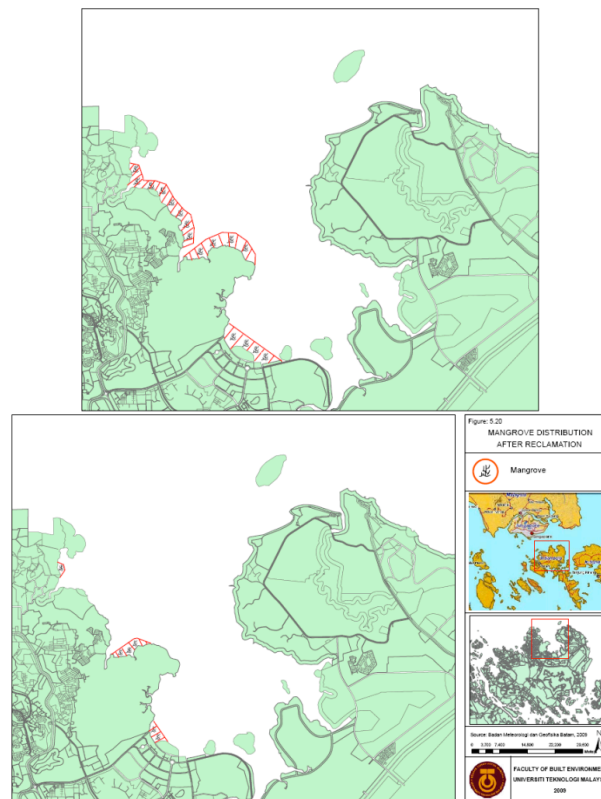 Figure: 5.20
MANGROVE DISTRIBUTION
AFTER RECLAMATION
Mangrove
Source: Badan Meteorologi dan Geofisika Batam, 2009
N
FACULTY OF BUILT ENVIRONME
UNIVERSITI TEKNOLOGI MALAY
2009